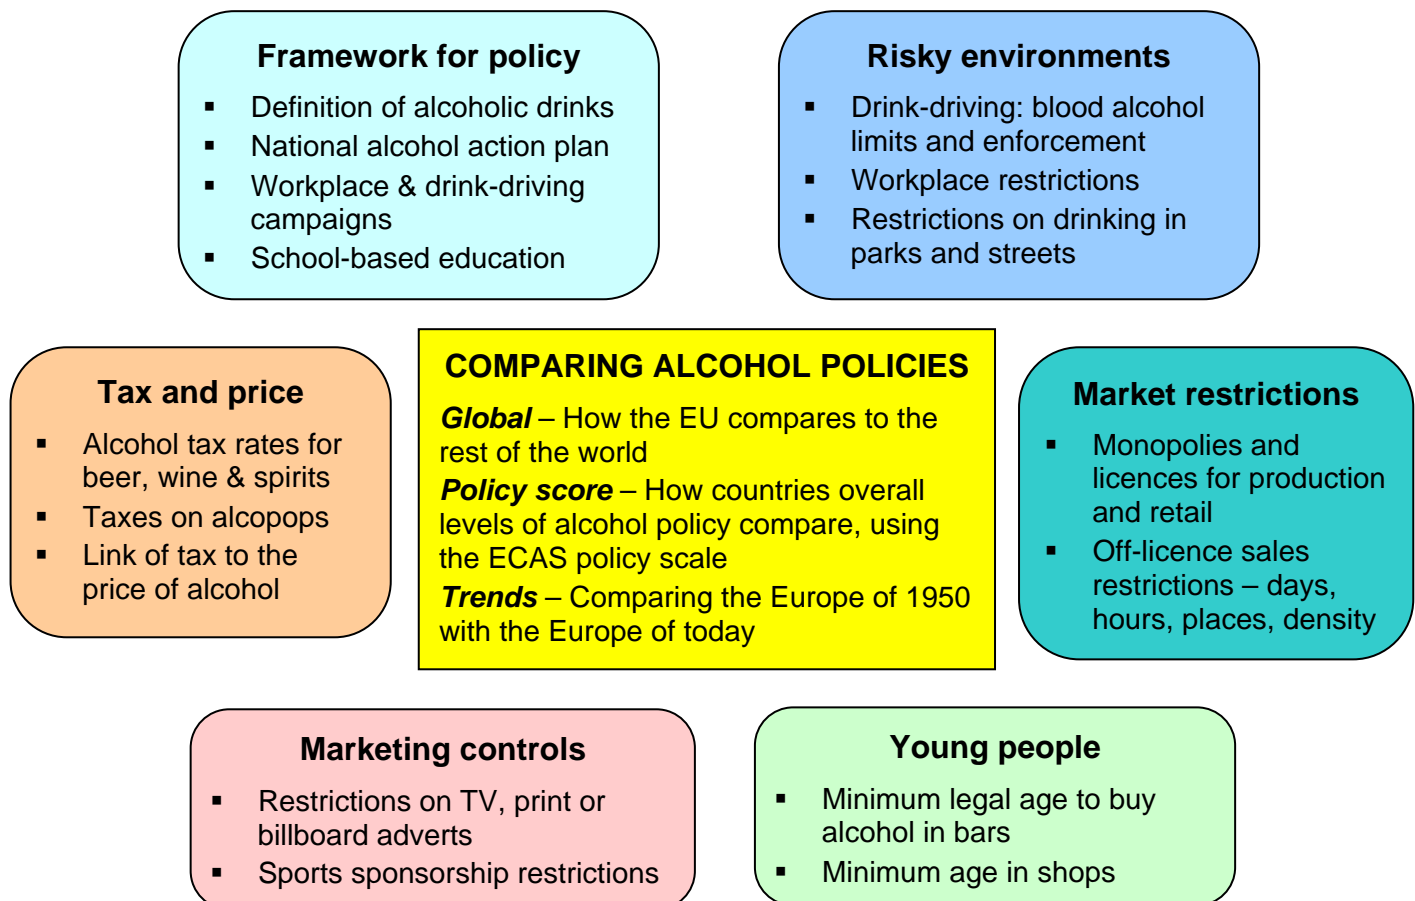 Framework for policy
▪ Definition of alcoholic drinks
▪ National alcohol action plan
▪ Workplace & drink-driving
campaigns
▪ School-based education
Risky environments
▪ Drink-driving: blood alcohol
limits and enforcement
▪ Workplace restrictions
▪ Restrictions on drinking in
parks and streets
Tax and price
▪ Alcohol tax rates for
beer, wine & spirits
▪ Taxes on alcopops
▪ Link of tax to the
price of alcohol
COMPARING ALCOHOL POLICIES
Global – How the EU compares to the
rest of the world
Policy score – How countries overall
levels of alcohol policy compare, using
the ECAS policy scale
Trends – Comparing the Europe of 1950
with the Europe of today
Market restrictions
▪ Monopolies and
licences for production
and retail
▪ Off-licence sales
restrictions – days,
hours, places, density
Marketing controls
▪ Restrictions on TV, print or
billboard adverts
▪ Sports sponsorship restrictions
Young people
▪ Minimum legal age to buy
alcohol in bars
▪ Minimum age in shops